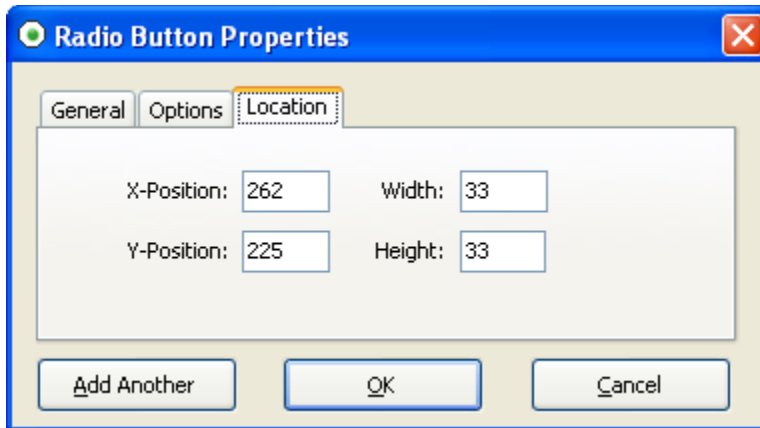 Radio Button Properties
General Options Location
X-Position: 262 Width: 33
Y-Position: 225 Height: 33
Add Another OK Cancel